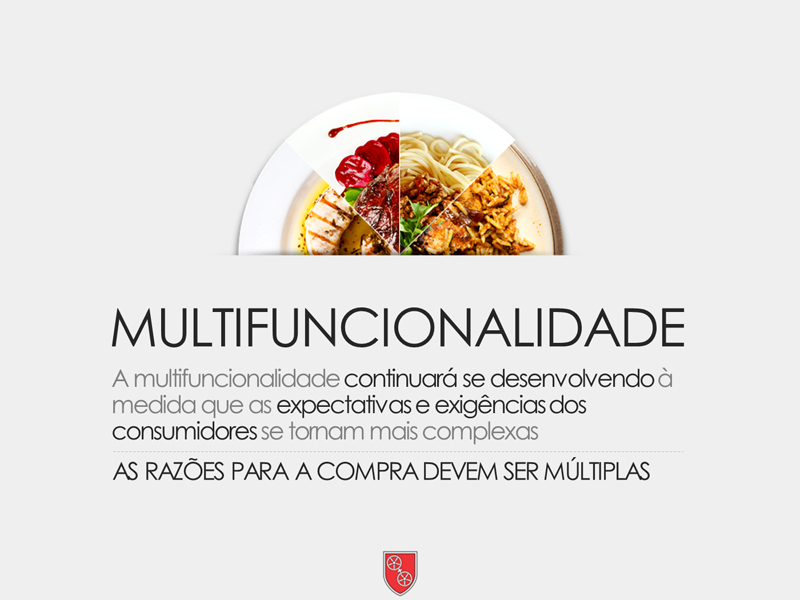 MULTIFUNCIONALIDADE
A multifuncionalidade continuará se desenvolvendo à
medida que as expectativas e exigências dos
consumidores se tornam mais complexas
AS RAZÕES PARA A COMPRA DEVEM SER MÚLTIPLAS